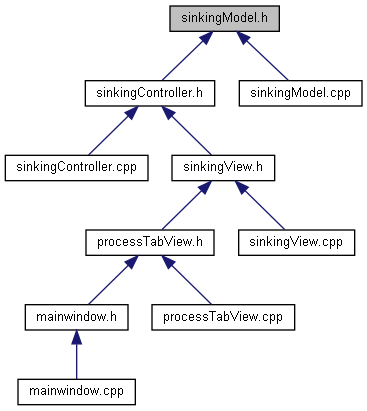 sinkingModel.h
sinkingController.h
sinkingModel.cpp
sinkingController.cpp
sinkingView.h
processTabView.h
sinkingView.cpp
mainwindow.h
processTabView.cpp
mainwindow.cpp